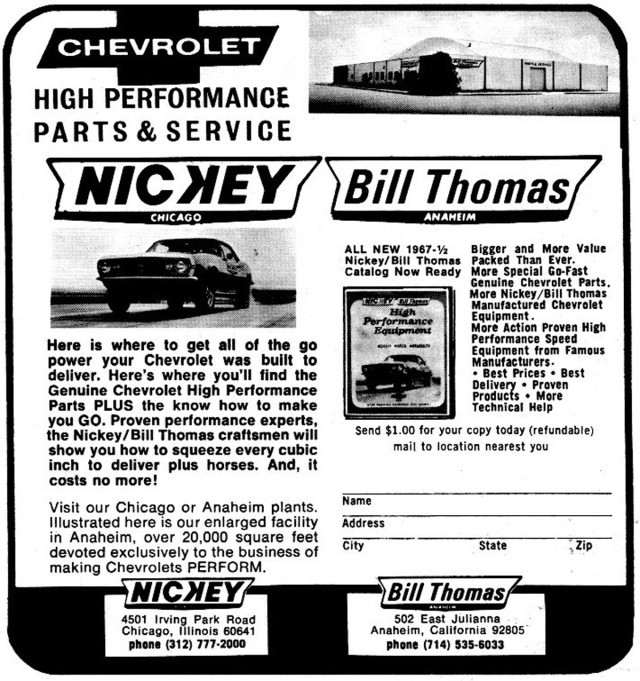 CHEVROLET
HIGH PERFORMANCE
PARTS & SERVICE
NICKEY
CHICAGO
Bill Thomas
ANAHEIM
Here is where to get all of the go
power your Chevrolet was built to
deliver. Here's where you'll find the
Genuine Chevrolet High Performance
Parts PLUS the know how to make
you GO. Proven performance experts,
the Nickey/Bill Thomas craftsmen will
show you how to squeeze every cubic
inch to deliver plus horses. And, it
costs no more!
Visit our Chicago or Anaheim plants.
Illustrated here is our enlarged facility
in Anaheim, over 20,000 square feet
devoted exclusively to the business of
making Chevrolets PERFORM.
ALL NEW 1967-½
Nickey/Bill Thomas
Catalog Now Ready
NICKEY Bill Thomas
High
Performance
Equipment
Bigger and More Value
Packed Than Ever.
More Special Go-Fast
Genuine Chevrolet Parts.
More Nickey/Bill Thomas
Manufactured Chevrolet
Equipment.
More Action Proven High
Performance Speed
Equipment from Famous
Manufacturers.
• Best Prices • Best
Delivery • Proven
Products • More
Technical Help
Send $1.00 for your copy today (refundable)
mail to location nearest you
Name
Address
City State Zip
NICKEY
4501 Irving Park Road
Chicago, Illinois 60641
phone (312) 777-2000
Bill Thomas
ANAHEIM
502 East Julianna
Anaheim, California 92805
phone (714) 535-6033